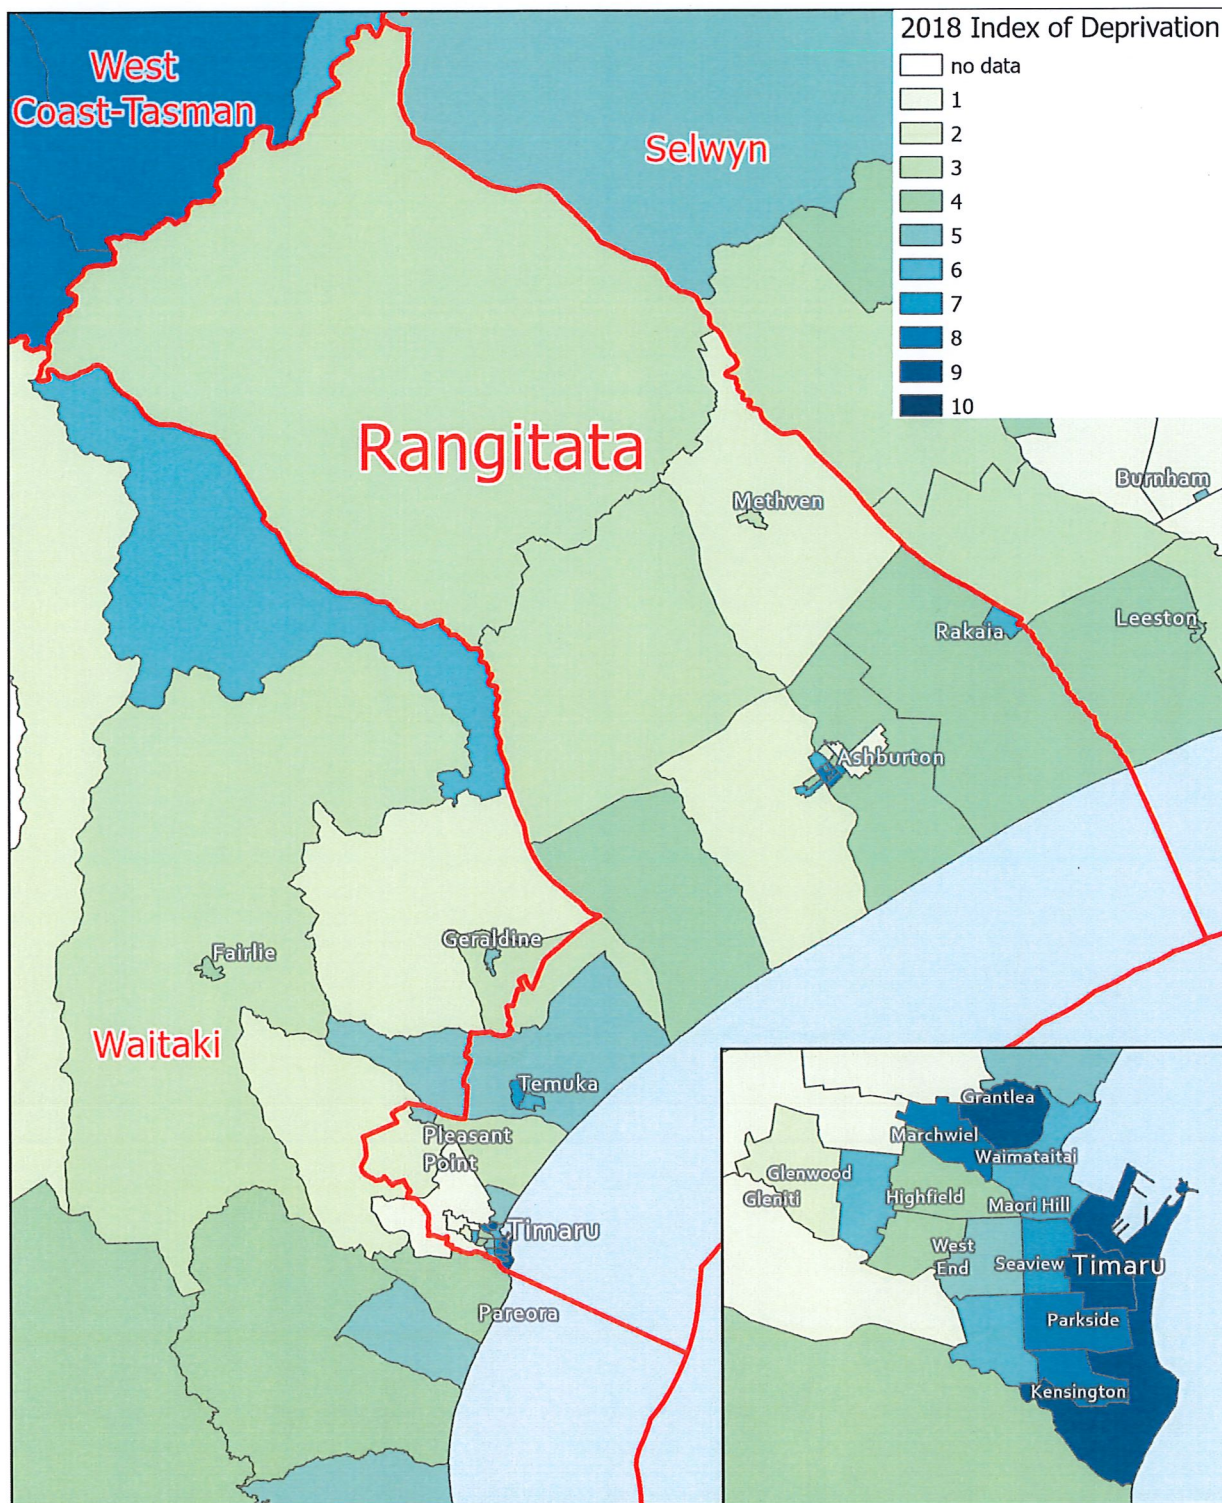 2018 Index of Deprivation
no data
1
2
3
4
5
6
7
8
9
10
West
Coast-Tasman
Selwyn
Rangitata
Burnham
Methven
Rakaia
Leeston
Ashburton
Geraldine
Fairlie
Waitaki
Temuka
Pleasant
Point
Timaru
Pareora
Grantlea
Marchwiel
Waimataitai
Glenwood
Gleniti
Highfield
Maori Hill
West
End
Seaview
Timaru
Parkside
Kensington